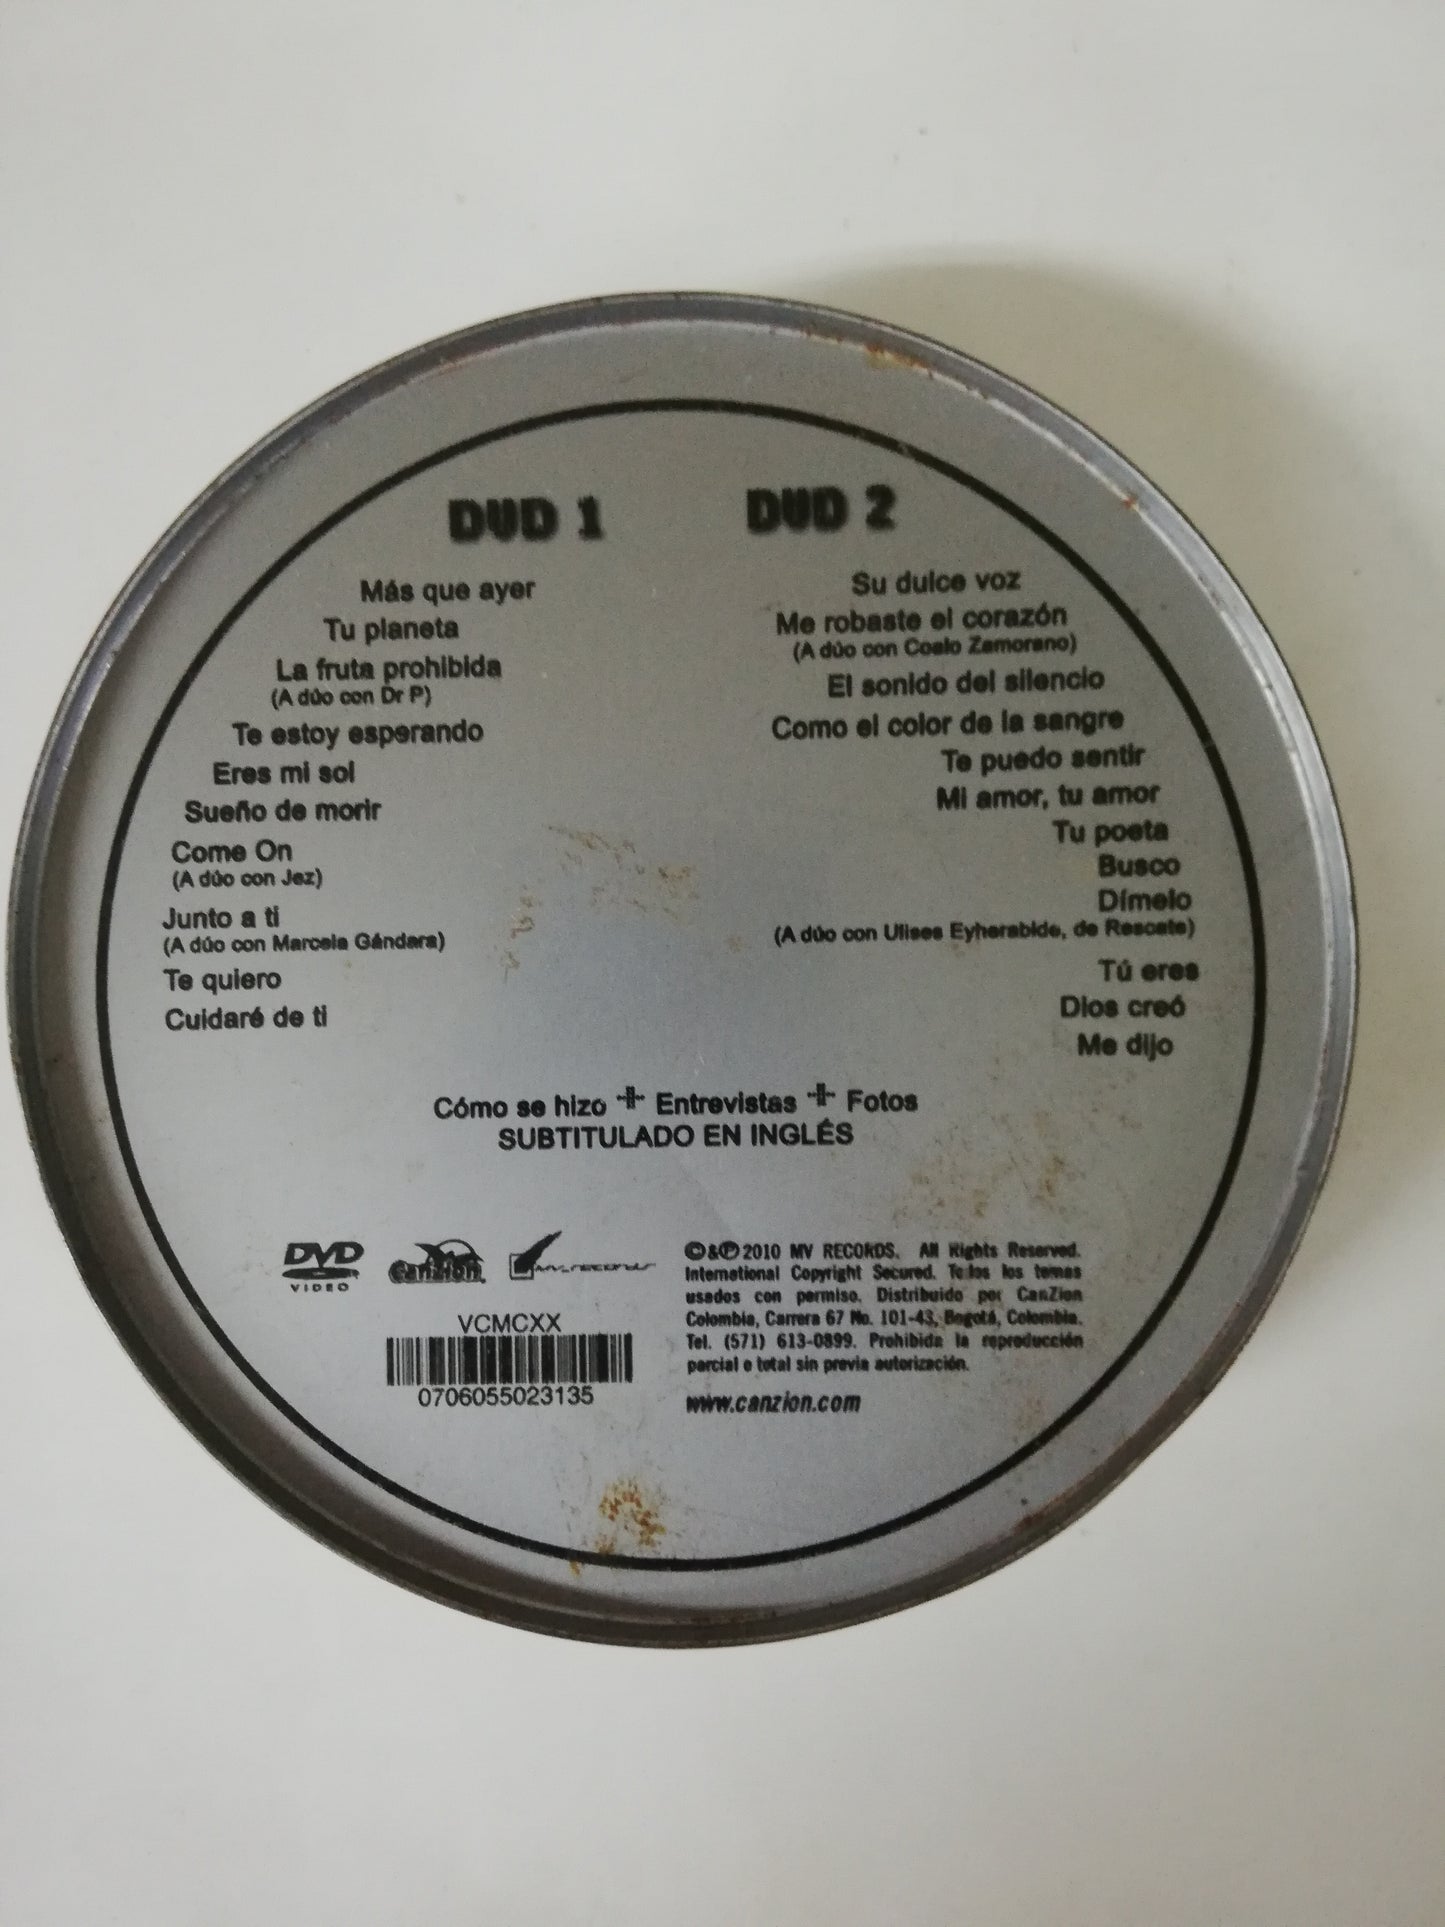 DVD 1
Más que ayer
Tu planeta
La fruta prohibida
(A dúo con Dr P)
Te estoy esperando
Eres mi sol
Sueño de morir
Come On
(A dúo con Jez)
Junto a ti
(A dúo con Marcela Gándara)
Te quiero
Cuidaré de ti
DVD 2
Su dulce voz
Me robaste el corazón
(A dúo con Coalo Zamorano)
El sonido del silencio
Como el color de la sangre
Te puedo sentir
Mi amor, tu amor
Tu poeta
Busco
Dímelo
(A dúo con Ulises Eyherabide, de Rescate)
Tú eres
Dios creó
Me dijo
Cómo se hizo + Entrevistas + Fotos
SUBTITULADO EN INGLÉS
DVD
VIDEO
CanZion
MV records
VCMCXX
0706055023135
©&℗2010 MV RECORDS. All Rights Reserved.
International Copyright Secured. Todos los temas
usados con permiso. Distribuido por CanZion
Colombia, Carrera 67 No. 101-43, Bogotá, Colombia.
Tel. (571) 613-0899. Prohibida la reproducción
parcial o total sin previa autorización.
www.canzion.com